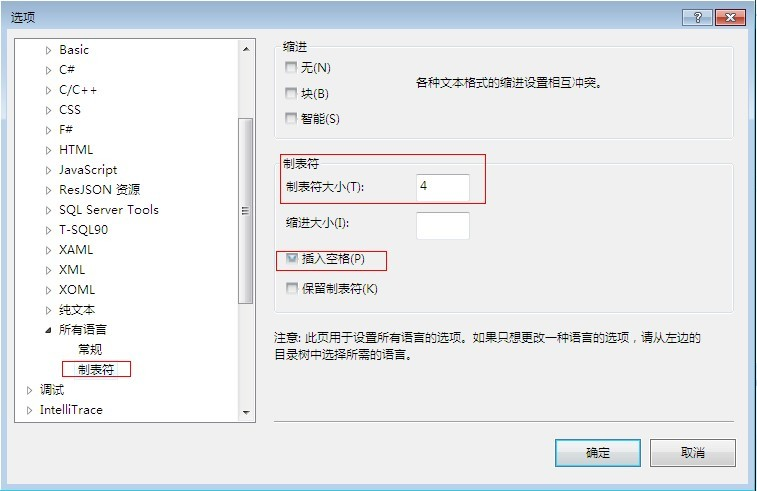 选项
Basic
C#
C/C++
CSS
F#
HTML
JavaScript
ResJSON 资源
SQL Server Tools
T-SQL90
XAML
XML
XOML
纯文本
所有语言
常规
制表符
调试
IntelliTrace
缩进
无(N)
块(B)
智能(S)
各种文本格式的缩进设置相互冲突。
制表符
制表符大小(T): 4
缩进大小(I):
插入空格(P)
保留制表符(K)
注意: 此页用于设置所有语言的选项。如果只想更改一种语言的选项，请从左边的
目录树中选择所需的语言。
确定
取消